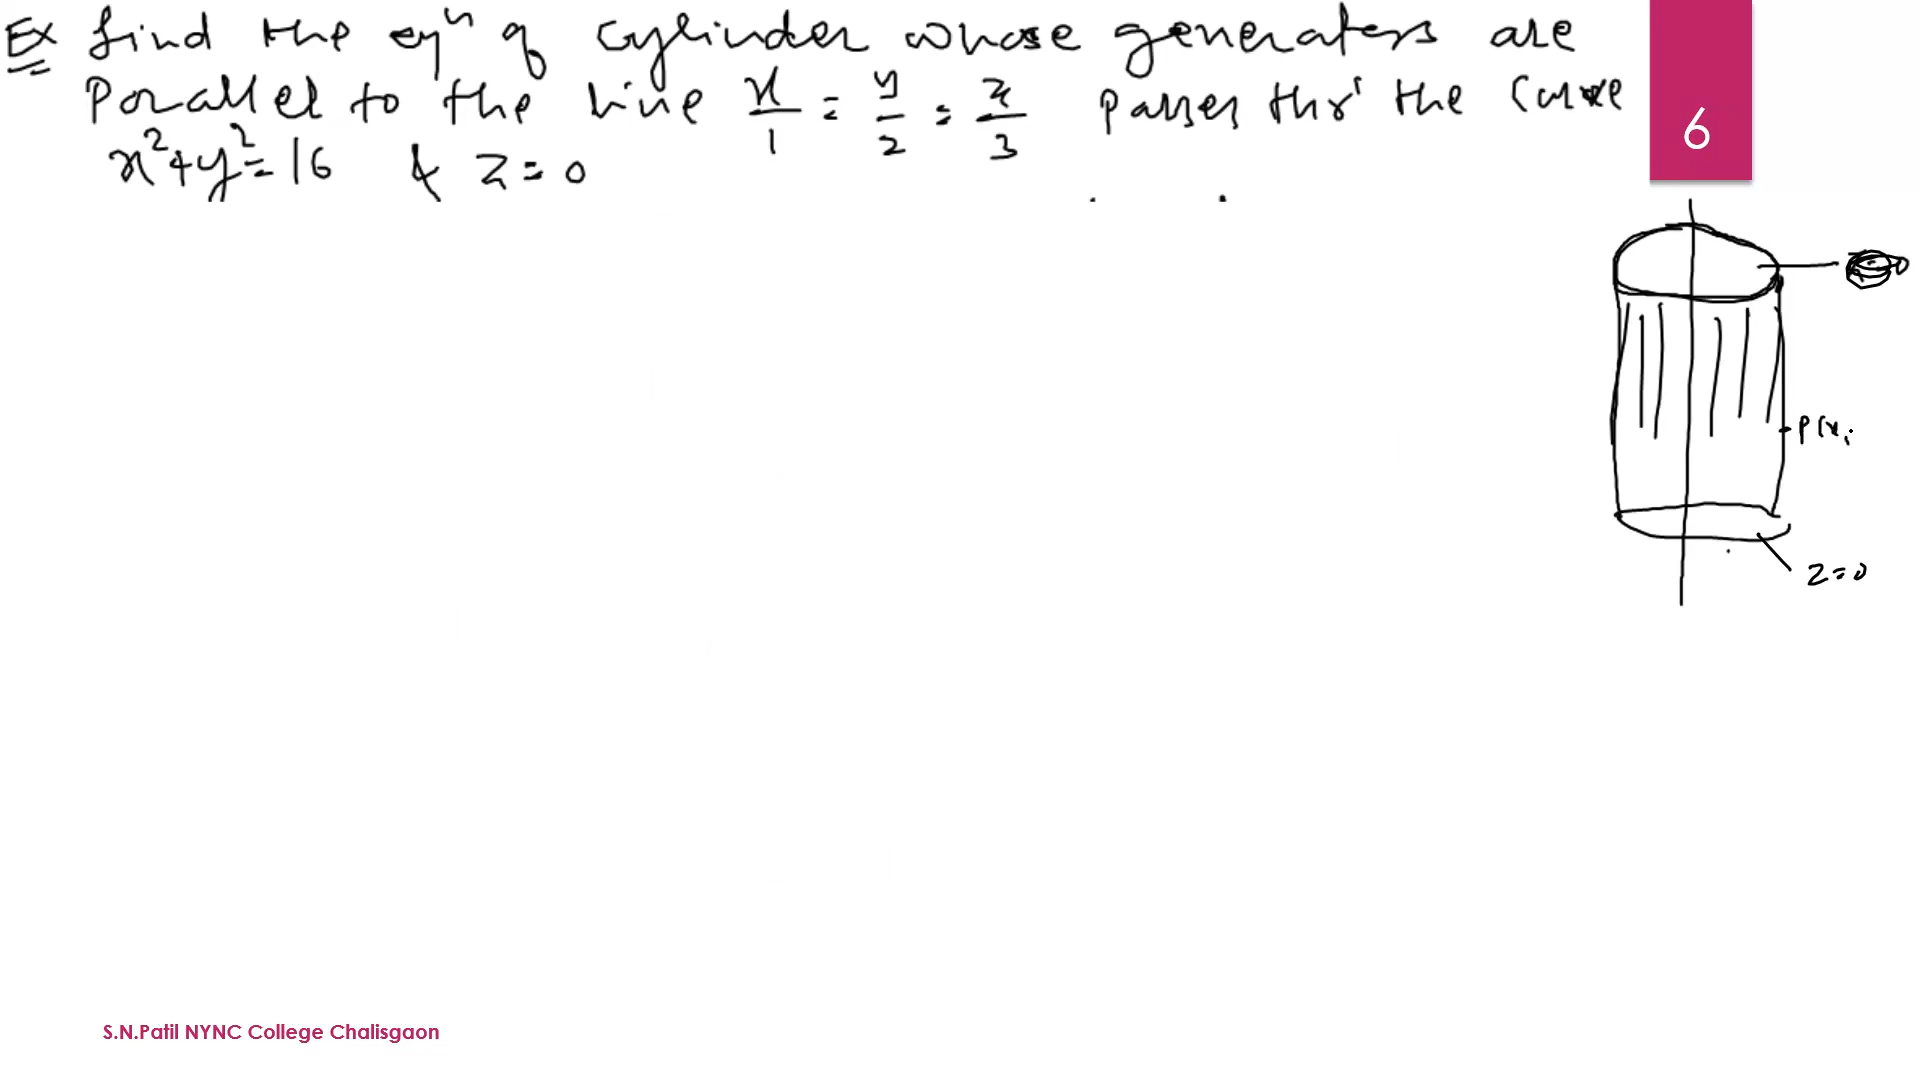 Ex find the eqⁿ of cylinder whose generators are
Parallel to the line x/1 = y/2 = z/3 passes thr' the Curve
x²+y²=16 & z=0
6
P(x,
z=0
S.N.Patil NYNC College Chalisgaon